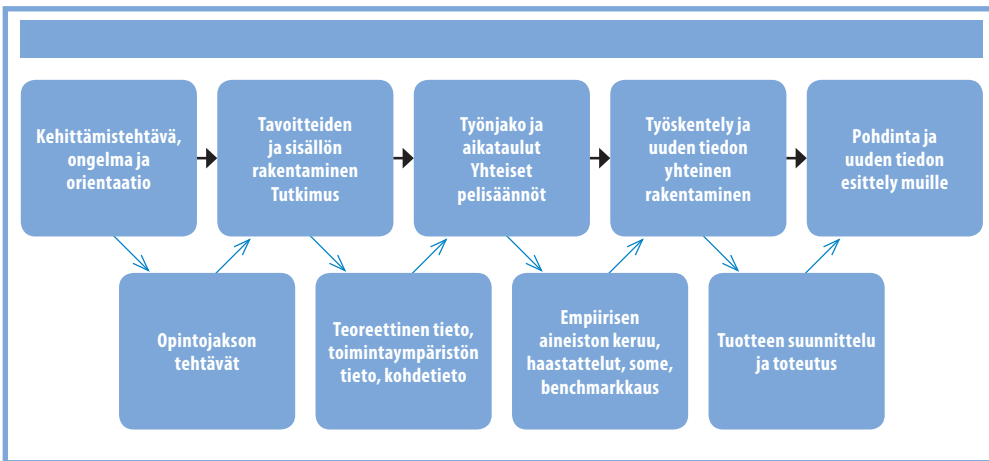 Kehittämistehtävä,
ongelma ja
orientaatio
Tavoitteiden
ja sisällön
rakentaminen
Tutkimus
Työnjako ja
aikataulut
Yhteiset
pelisäännöt
Työskentely ja
uuden tiedon
yhteinen
rakentaminen
Pohdinta ja
uuden tiedon
esittely muille
Opintojakson
tehtävät
Teoreettinen tieto,
toimintaympäristön
tieto, kohdetieto
Empiirisen
aineiston keruu,
haastattelut, some,
benchmarkkaus
Tuotteen suunnittelu
ja toteutus